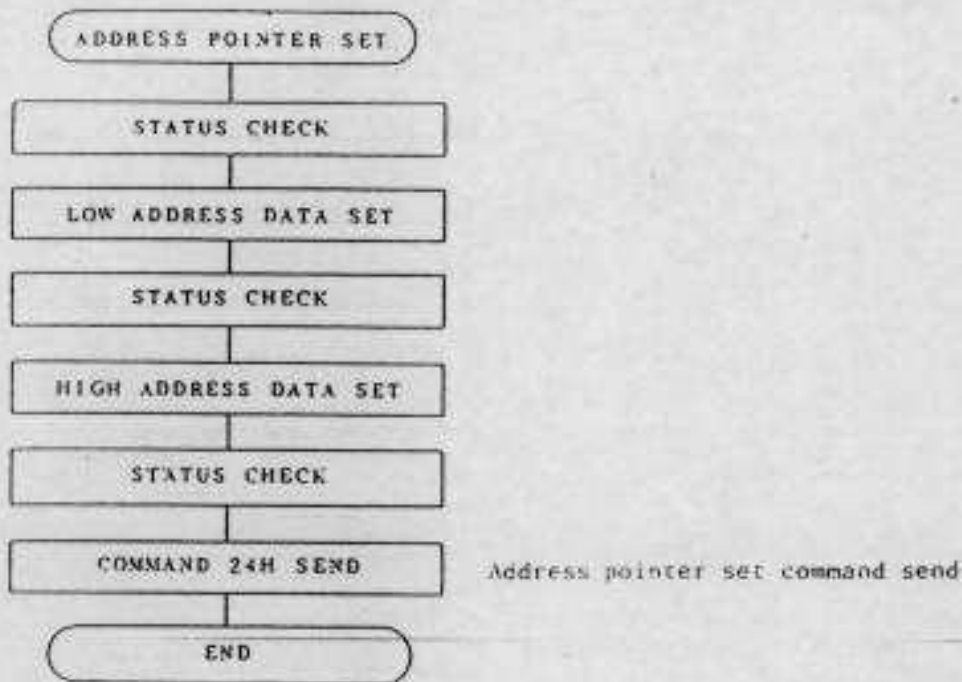 ADDRESS POINTER SET
STATUS CHECK
LOW ADDRESS DATA SET
STATUS CHECK
HIGH ADDRESS DATA SET
STATUS CHECK
COMMAND 24H SEND
Address pointer set command send
END